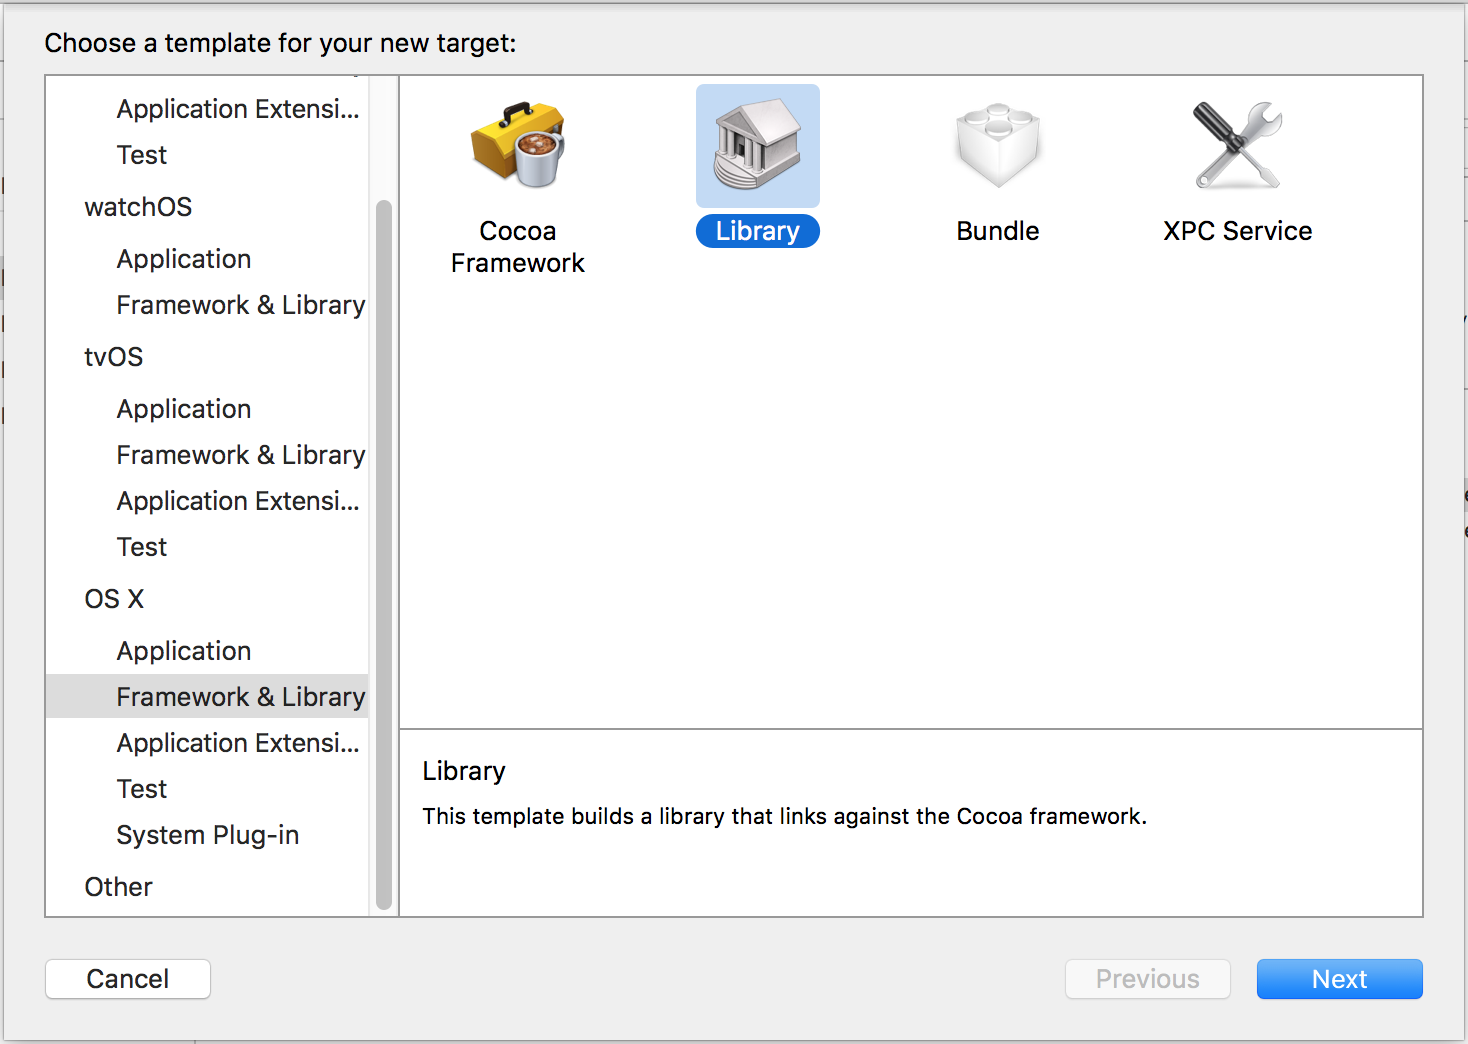 Choose a template for your new target:
Application Extensi...
Test
watchOS
Application
Framework & Library
tvOS
Application
Framework & Library
Application Extensi...
Test
OS X
Application
Framework & Library
Application Extensi...
Test
System Plug-in
Other
Cocoa
Framework
Library
Bundle
XPC Service
Library
This template builds a library that links against the Cocoa framework.
Cancel
Previous
Next